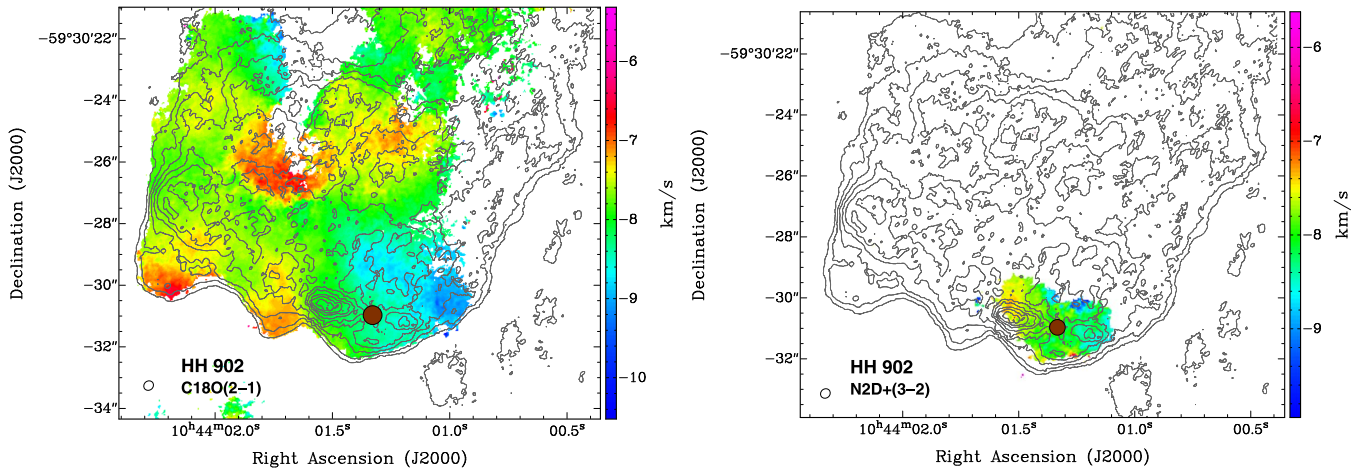 −59°30′22″
−24″
−26″
−28″
−30″
−32″
−34″
Declination (J2000)
HH 902
C18O(2−1)
10ʰ44ᵐ02.0ˢ
01.5ˢ
01.0ˢ
00.5ˢ
Right Ascension (J2000)
−6
−7
−8
−9
−10
km/s
−59°30′22″
−24″
−26″
−28″
−30″
−32″
Declination (J2000)
HH 902
N2D+(3−2)
10ʰ44ᵐ02.0ˢ
01.5ˢ
01.0ˢ
00.5ˢ
Right Ascension (J2000)
−6
−7
−8
−9
km/s